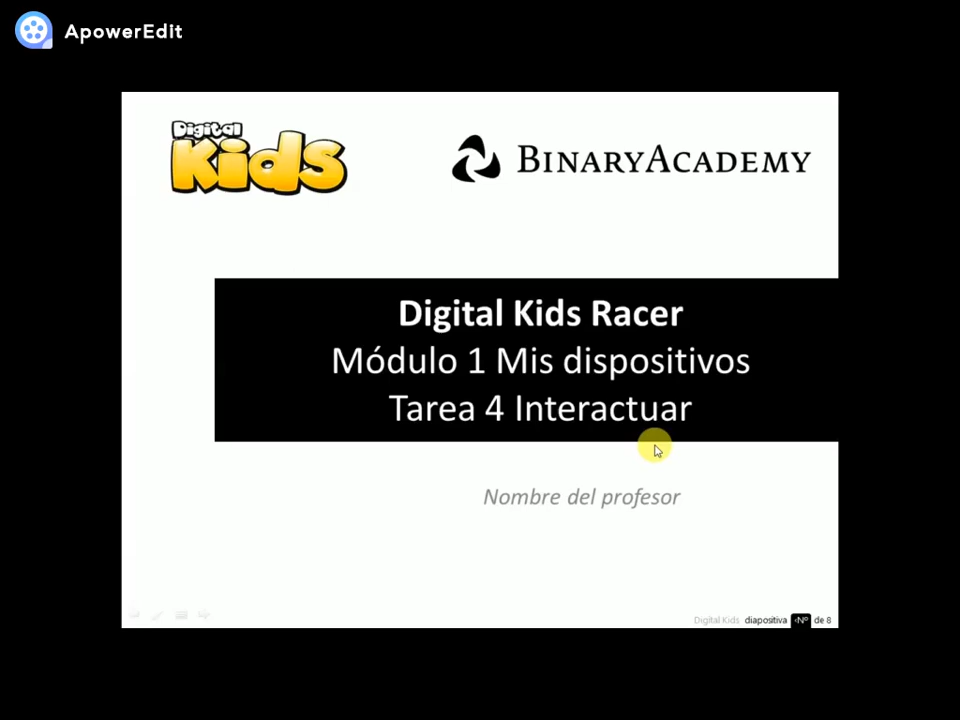 ApowerEdit
Digital
Kids
BINARYACADEMY
Digital Kids Racer
Módulo 1 Mis dispositivos
Tarea 4 Interactuar
Nombre del profesor
Digital Kids diapositiva ‹Nº de 8